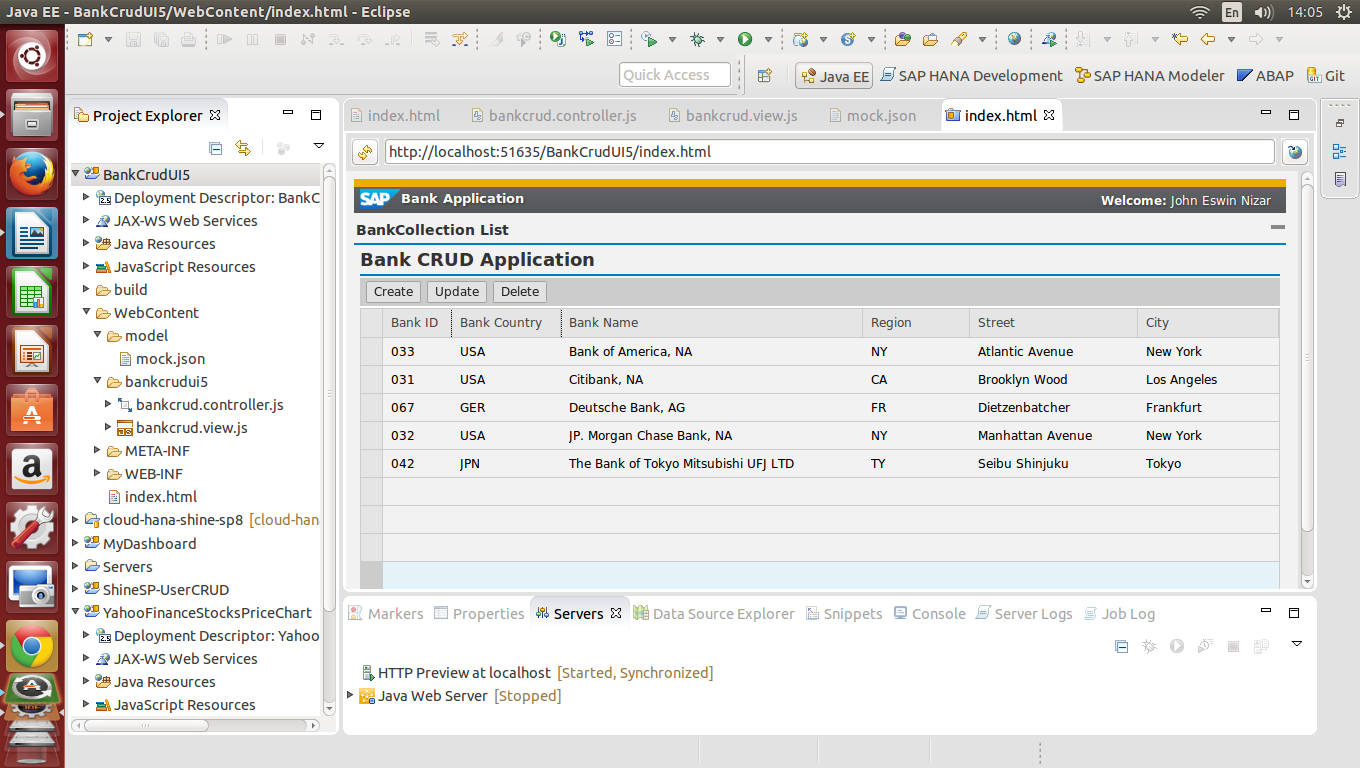 Java EE - BankCrudUI5/WebContent/index.html - Eclipse
En
14:05
Quick Access
Java EE
SAP HANA Development
SAP HANA Modeler
ABAP
Git
Project Explorer
BankCrudUI5
Deployment Descriptor: BankC
JAX-WS Web Services
Java Resources
JavaScript Resources
build
WebContent
model
mock.json
bankcrudui5
bankcrud.controller.js
bankcrud.view.js
META-INF
WEB-INF
index.html
cloud-hana-shine-sp8 [cloud-han
MyDashboard
Servers
ShineSP-UserCRUD
YahooFinanceStocksPriceChart
Deployment Descriptor: Yahoo
JAX-WS Web Services
Java Resources
JavaScript Resources
index.html
bankcrud.controller.js
bankcrud.view.js
mock.json
index.html
http://localhost:51635/BankCrudUI5/index.html
SAP Bank Application
Welcome: John Eswin Nizar
BankCollection List
Bank CRUD Application
Create Update Delete
Bank ID Bank Country Bank Name Region Street City
033 USA Bank of America, NA NY Atlantic Avenue New York
031 USA Citibank, NA CA Brooklyn Wood Los Angeles
067 GER Deutsche Bank, AG FR Dietzenbatcher Frankfurt
032 USA JP. Morgan Chase Bank, NA NY Manhattan Avenue New York
042 JPN The Bank of Tokyo Mitsubishi UFJ LTD TY Seibu Shinjuku Tokyo
Markers
Properties
Servers
Data Source Explorer
Snippets
Console
Server Logs
Job Log
HTTP Preview at localhost [Started, Synchronized]
Java Web Server [Stopped]